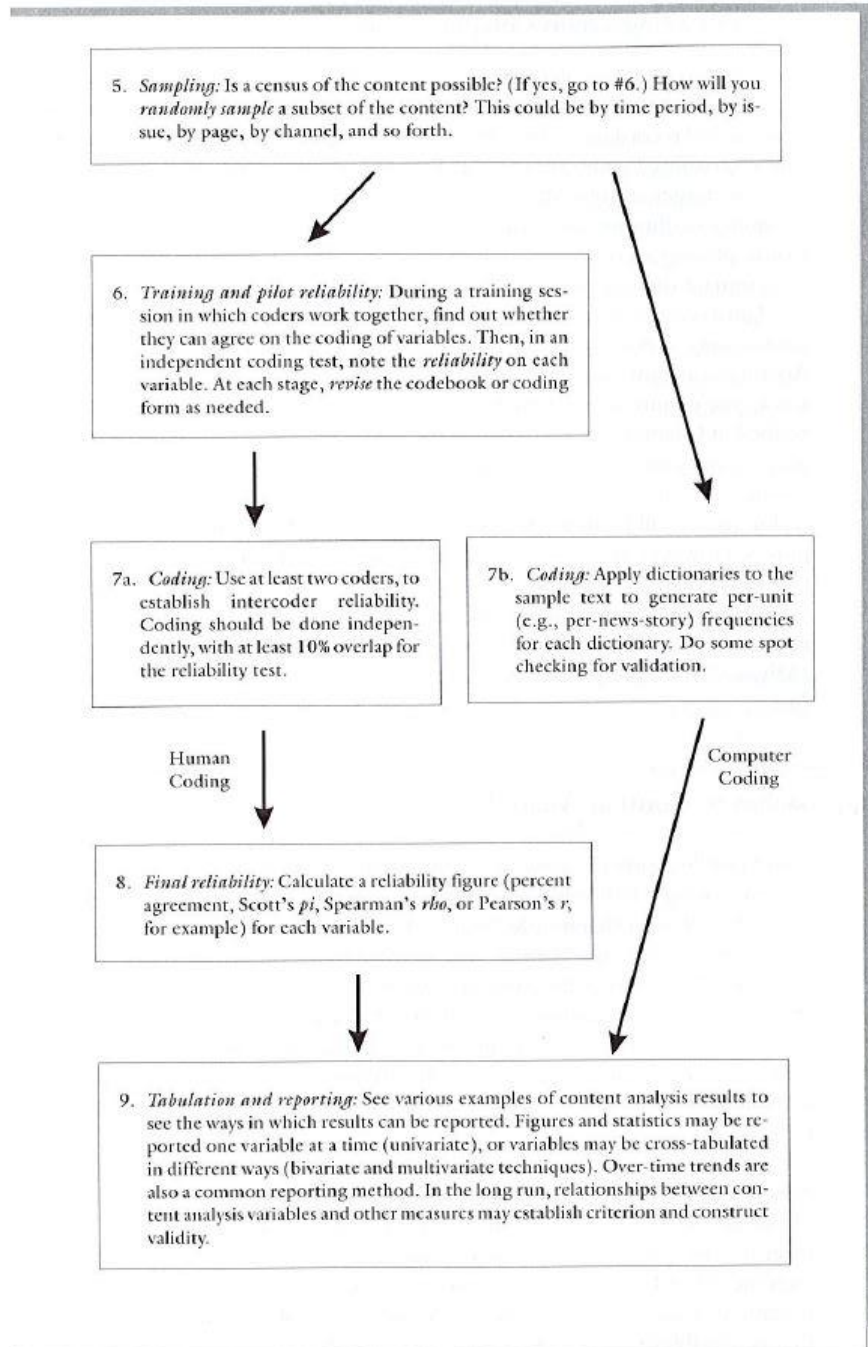 5. Sampling: Is a census of the content possible? (If yes, go to #6.) How will you
randomly sample a subset of the content? This could be by time period, by is-
sue, by page, by channel, and so forth.
6. Training and pilot reliability: During a training ses-
sion in which coders work together, find out whether
they can agree on the coding of variables. Then, in an
independent coding test, note the reliability on each
variable. At each stage, revise the codebook or coding
form as needed.
7a. Coding: Use at least two coders, to
establish intercoder reliability.
Coding should be done indepen-
dently, with at least 10% overlap for
the reliability test.
7b. Coding: Apply dictionaries to the
sample text to generate per-unit
(e.g., per-news-story) frequencies
for each dictionary. Do some spot
checking for validation.
Human
Coding
Computer
Coding
8. Final reliability: Calculate a reliability figure (percent
agreement, Scott's pi, Spearman's rho, or Pearson's r,
for example) for each variable.
9. Tabulation and reporting: See various examples of content analysis results to
see the ways in which results can be reported. Figures and statistics may be re-
ported one variable at a time (univariate), or variables may be cross-tabulated
in different ways (bivariate and multivariate techniques). Over-time trends are
also a common reporting method. In the long run, relationships between con-
tent analysis variables and other measures may establish criterion and construct
validity.